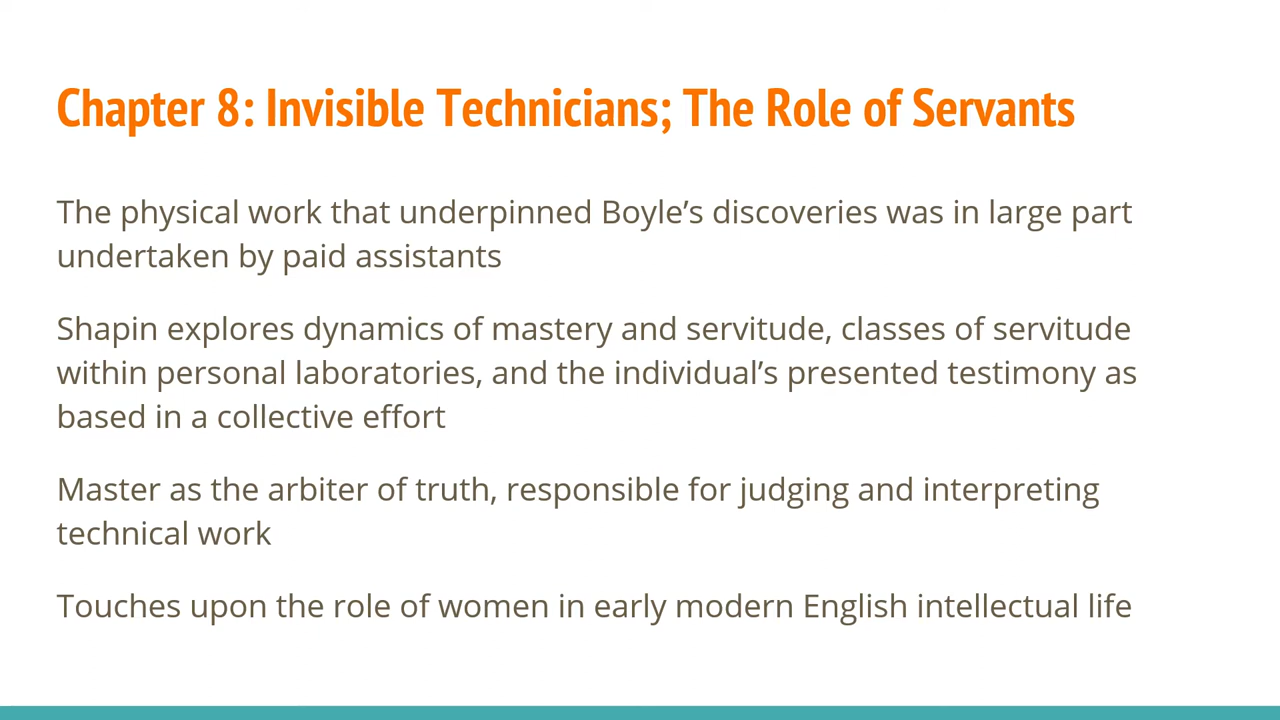 Chapter 8: Invisible Technicians; The Role of Servants
The physical work that underpinned Boyle’s discoveries was in large part
undertaken by paid assistants
Shapin explores dynamics of mastery and servitude, classes of servitude
within personal laboratories, and the individual’s presented testimony as
based in a collective effort
Master as the arbiter of truth, responsible for judging and interpreting
technical work
Touches upon the role of women in early modern English intellectual life